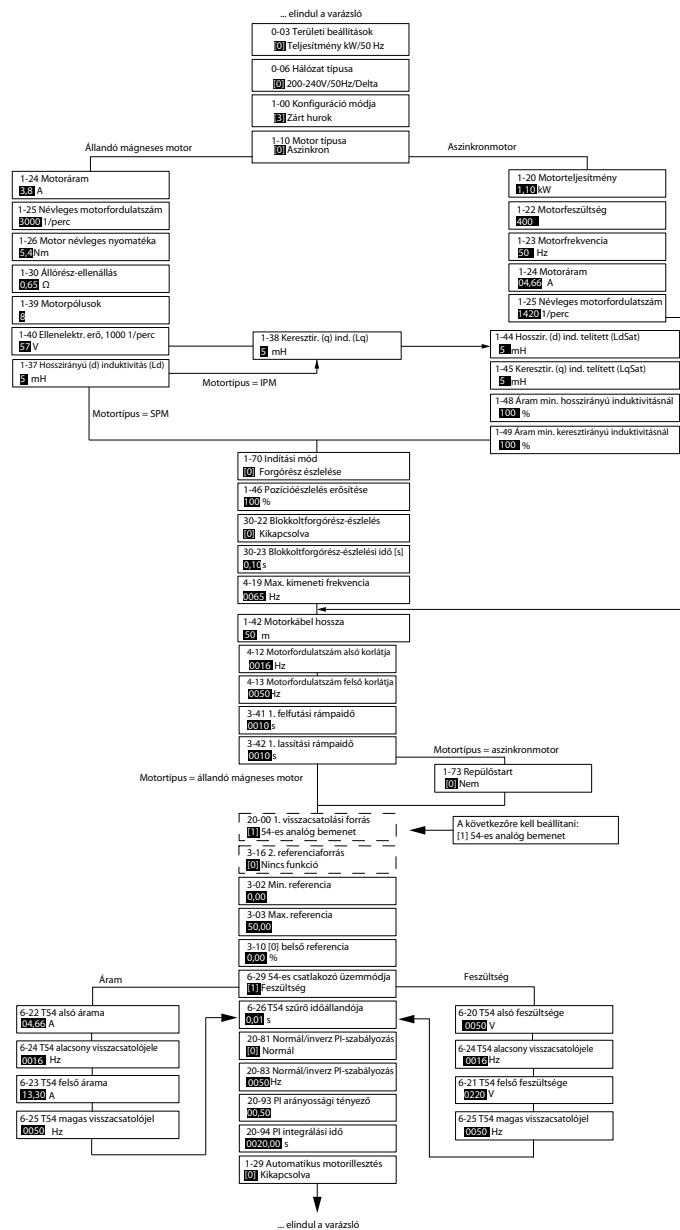 ... elindul a varázsló
0-03 Területi beállítások
[0] Teljesítmény kW/50 Hz
0-06 Hálózat típusa
[0] 200-240V/50Hz/Delta
1-00 Konfiguráció módja
[3] Zárt hurok
1-10 Motor típusa
[0] Aszinkron
Állandó mágneses motor
Aszinkronmotor
1-24 Motoráram
3,8 A
1-25 Névleges motorfordulatszám
3000 1/perc
1-26 Motor névleges nyomatéka
5,4 Nm
1-30 Állórész-ellenállás
0,65 Ω
1-39 Motorpólusok
8
1-40 Ellenelektr. erő, 1000 1/perc
57 V
1-37 Hosszirányú (d) induktivitás (Ld)
5 mH
1-20 Motorteljesítmény
1,10 kW
1-22 Motorfeszültség
400
1-23 Motorfrekvencia
50 Hz
1-24 Motoráram
04,66 A
1-25 Névleges motorfordulatszám
1420 1/perc
1-38 Keresztir. (q) ind. (Lq)
5 mH
Motortípus = IPM
Motortípus = SPM
1-44 Hosszir. (d) ind. telített (LdSat)
5 mH
1-45 Keresztir. (q) ind. telített (LqSat)
5 mH
1-48 Áram min. hosszirányú induktivitásnál
100 %
1-49 Áram min. keresztirányú induktivitásnál
100 %
1-70 Indítási mód
[0] Forgórész észlelése
1-46 Pozícióészlelés erősítése
100 %
30-22 Blokkoltforgórész-észlelés
[0] Kikapcsolva
30-23 Blokkoltforgórész-észlelési idő [s]
0,10 s
4-19 Max. kimeneti frekvencia
0065 Hz
1-42 Motorkábel hossza
50 m
4-12 Motorfordulatszám alsó korlátja
0016 Hz
4-13 Motorfordulatszám felső korlátja
0050 Hz
3-41 1. felfutási rámpaidő
0010 s
3-42 1. lassítási rámpaidő
0010 s
Motortípus = aszinkronmotor
Motortípus = állandó mágneses motor
1-73 Repülőstart
[0] Nem
20-00 1. visszacsatolási forrás
[1] 54-es analóg bemenet
A következőre kell beállítani:
[1] 54-es analóg bemenet
3-16 2. referenciaforrás
[0] Nincs funkció
3-02 Min. referencia
0,00
3-03 Max. referencia
50,00
3-10 [0] belső referencia
0,00 %
6-29 54-es csatlakozó üzemmódja
[1] Feszültség
Áram
Feszültség
6-22 T54 alsó árama
04,66 A
6-24 T54 alacsony visszacsatolójele
0016 Hz
6-23 T54 felső árama
13,30 A
6-25 T54 magas visszacsatolójel
0050 Hz
6-26 T54 szűrő időállandója
0,01 s
20-81 Normál/inverz PI-szabályozás
[0] Normál
20-83 Normál/inverz PI-szabályozás
0050 Hz
20-93 PI arányossági tényező
00,50
20-94 PI integrálási idő
0020,00 s
1-29 Automatikus motorillesztés
[0] Kikapcsolva
6-20 T54 alsó feszültsége
0050 V
6-24 T54 alacsony visszacsatolójele
0016 Hz
6-21 T54 felső feszültsége
0220 V
6-25 T54 magas visszacsatolójel
0050 Hz
... elindul a varázsló